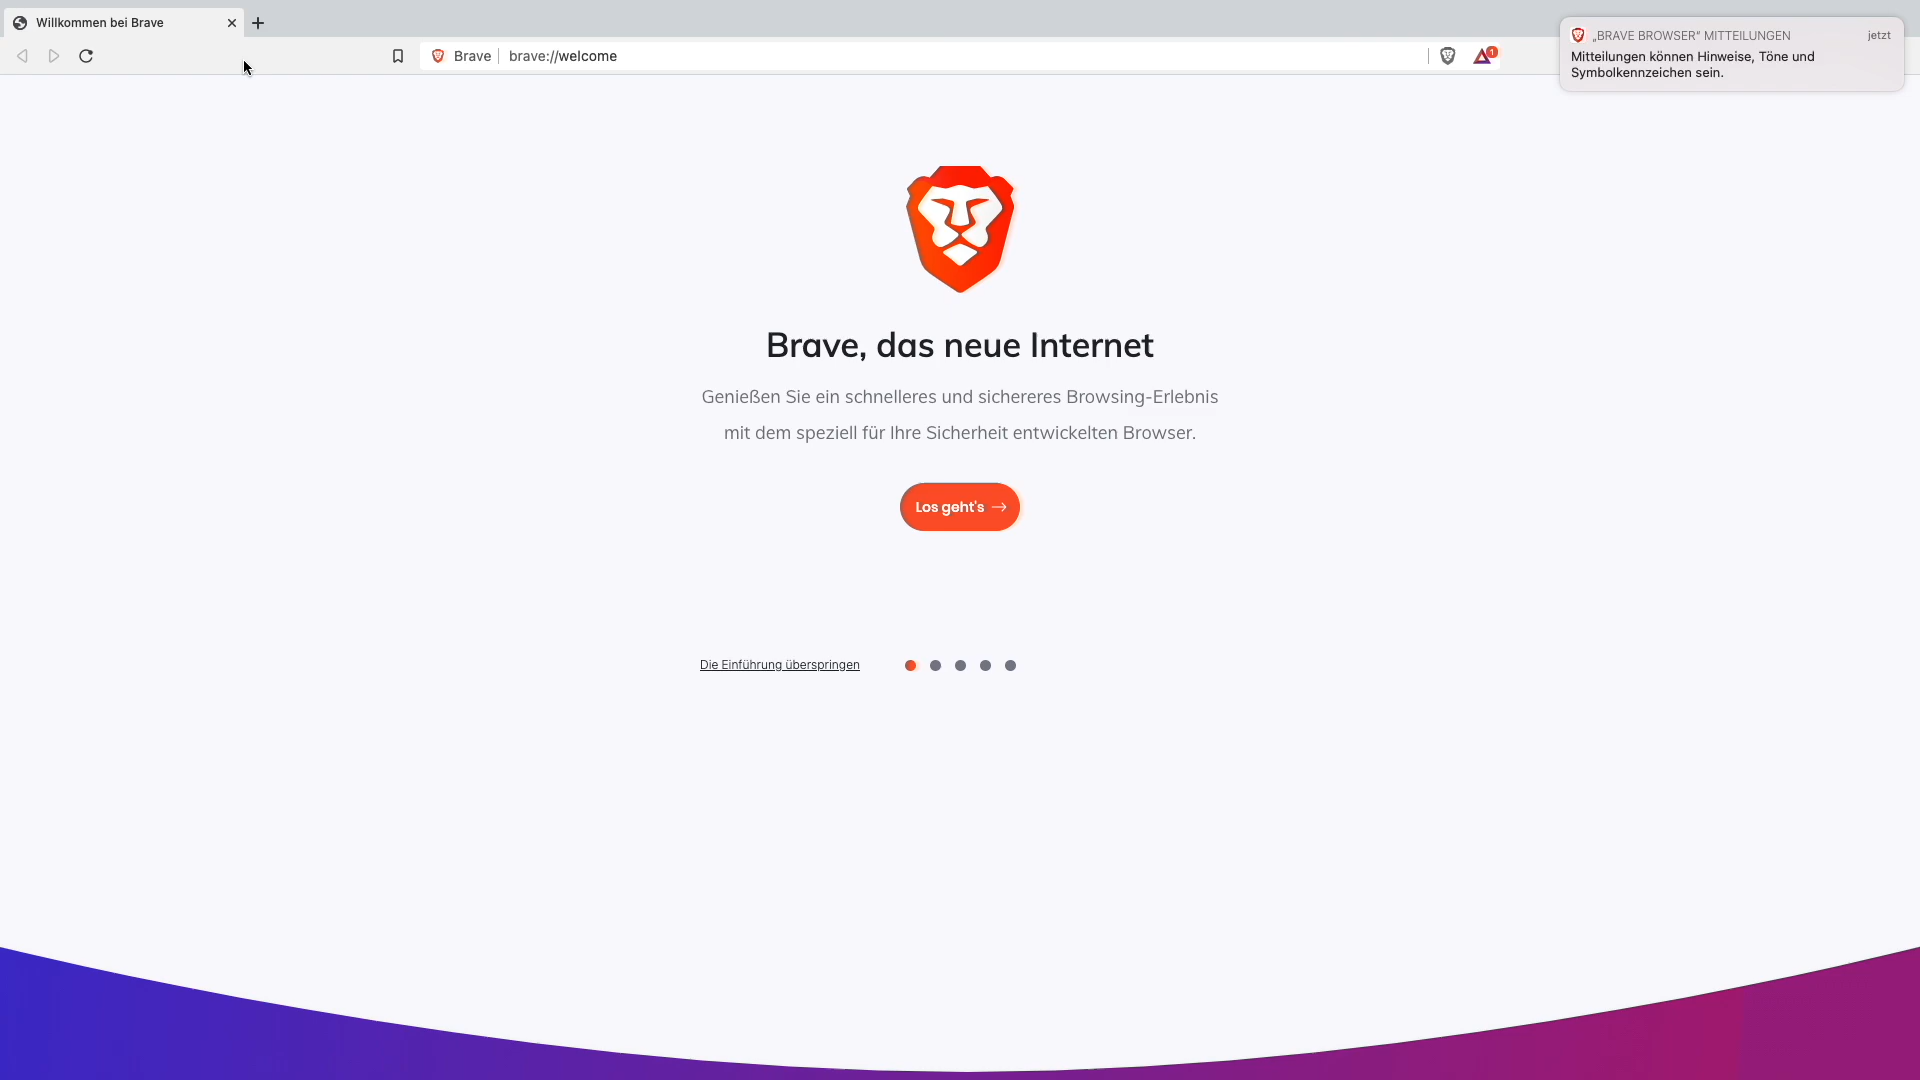 Willkommen bei Brave
Brave
brave://welcome
1
„BRAVE BROWSER“ MITTEILUNGEN
jetzt
Mitteilungen können Hinweise, Töne und
Symbolkennzeichen sein.
Brave, das neue Internet
Genießen Sie ein schnelleres und sichereres Browsing-Erlebnis
mit dem speziell für Ihre Sicherheit entwickelten Browser.
Los geht's
Die Einführung überspringen